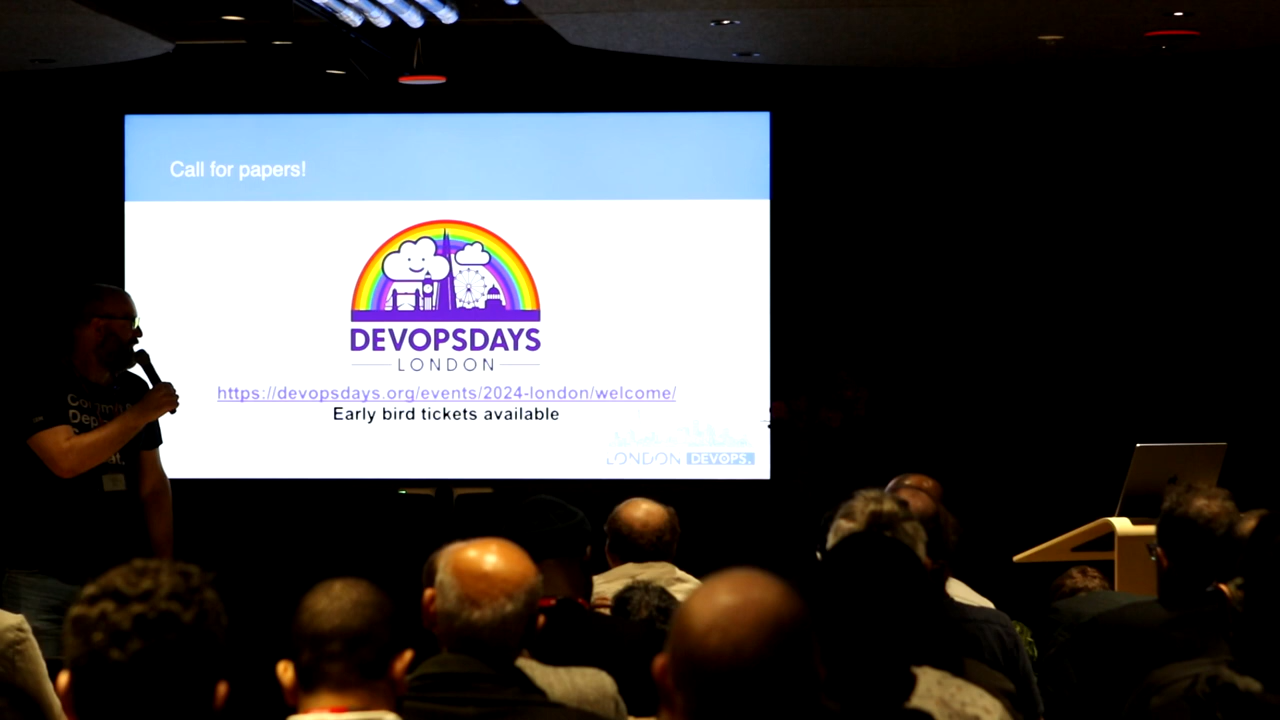 Call for papers!
DEVOPSDAYS
LONDON
https://devopsdays.org/events/2024-london/welcome/
Early bird tickets available
LONDON DEVOPS.